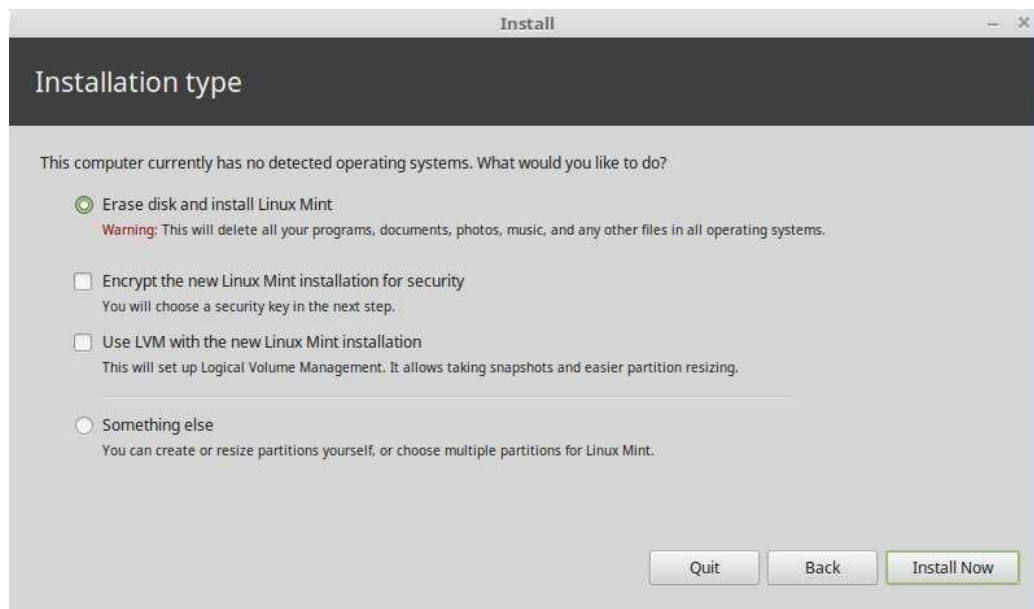 Install
Installation type
This computer currently has no detected operating systems. What would you like to do?
Erase disk and install Linux Mint
Warning: This will delete all your programs, documents, photos, music, and any other files in all operating systems.
Encrypt the new Linux Mint installation for security
You will choose a security key in the next step.
Use LVM with the new Linux Mint installation
This will set up Logical Volume Management. It allows taking snapshots and easier partition resizing.
Something else
You can create or resize partitions yourself, or choose multiple partitions for Linux Mint.
Quit Back Install Now